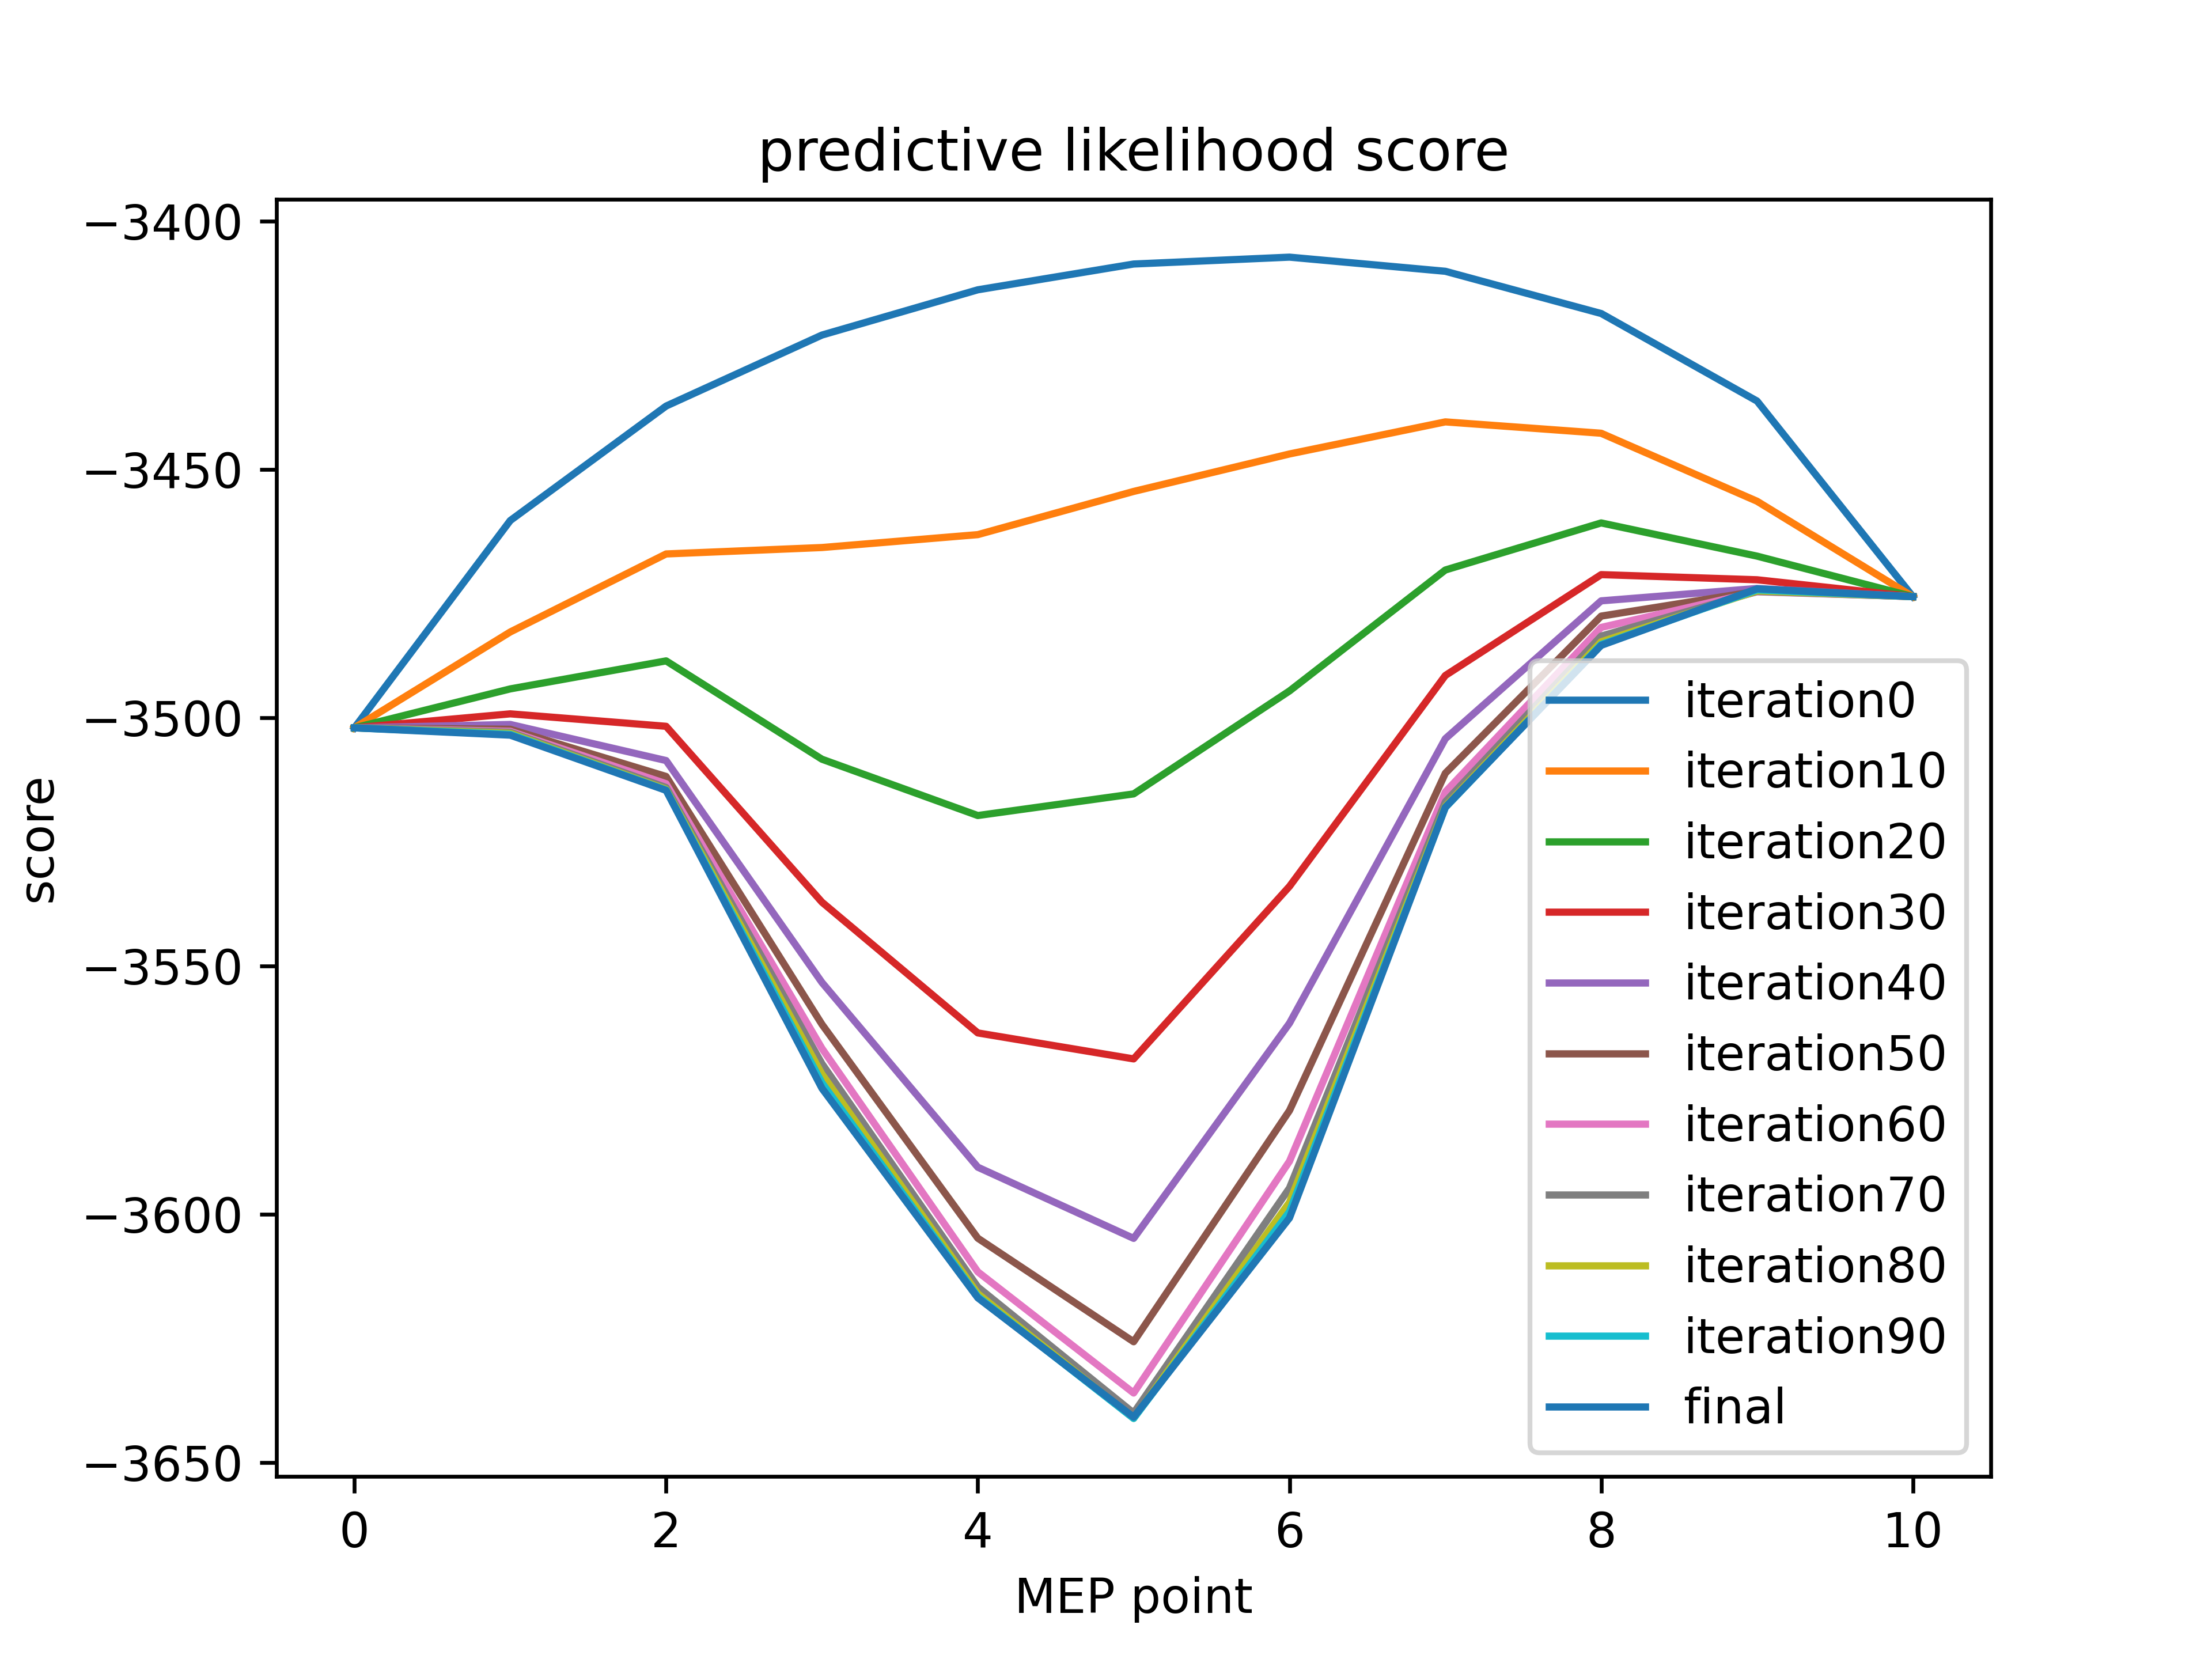 predictive likelihood score
−3400
−3450
−3500
−3550
−3600
−3650
score
0 2 4 6 8 10
MEP point
iteration0
iteration10
iteration20
iteration30
iteration40
iteration50
iteration60
iteration70
iteration80
iteration90
final